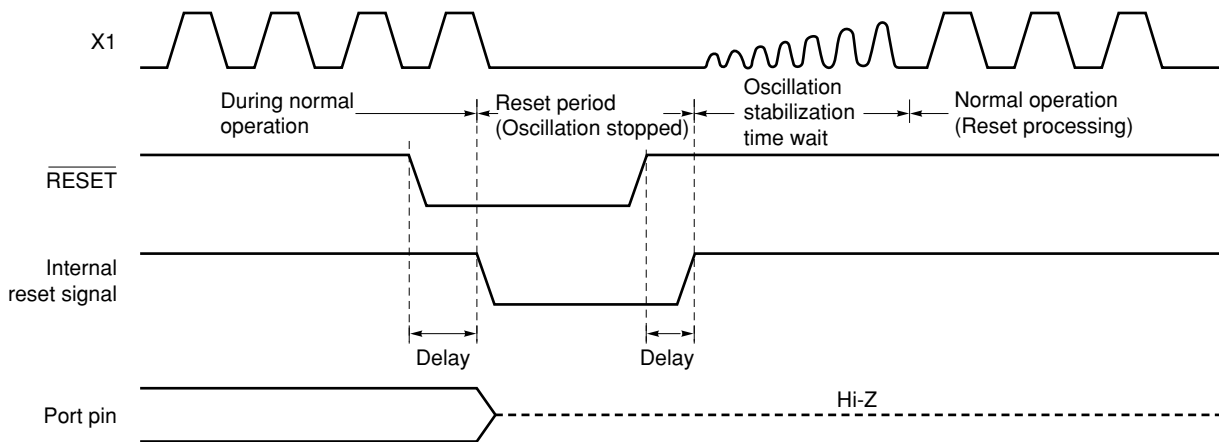 X1
During normal
operation
Reset period
(Oscillation stopped)
Oscillation
stabilization
time wait
Normal operation
(Reset processing)
RESET
Internal
reset signal
Delay
Delay
Port pin
Hi-Z